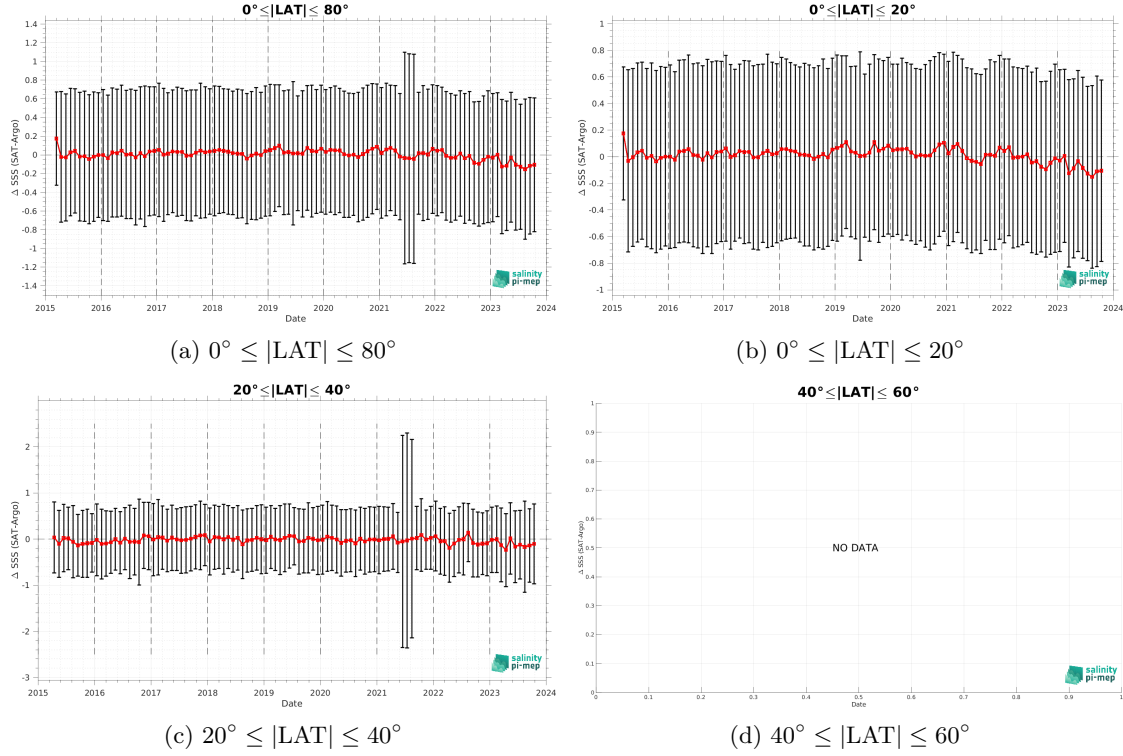 0°≤|LAT|≤ 80°
Δ SSS (SAT-Argo)
1.4
1.2
1
0.8
0.6
0.4
0.2
0
-0.2
-0.4
-0.6
-0.8
-1
-1.2
-1.4
2015 2016 2017 2018 2019 2020 2021 2022 2023 2024
Date
salinity
pi-mep
(a) 0° ≤ |LAT| ≤ 80°
0°≤|LAT|≤ 20°
Δ SSS (SAT-Argo)
1
0.8
0.6
0.4
0.2
0
-0.2
-0.4
-0.6
-0.8
-1
2015 2016 2017 2018 2019 2020 2021 2022 2023 2024
Date
salinity
pi-mep
(b) 0° ≤ |LAT| ≤ 20°
20°≤|LAT|≤ 40°
Δ SSS (SAT-Argo)
2
1
0
-1
-2
-3
2015 2016 2017 2018 2019 2020 2021 2022 2023 2024
Date
salinity
pi-mep
(c) 20° ≤ |LAT| ≤ 40°
40°≤|LAT|≤ 60°
Δ SSS (SAT-Argo)
1
0.9
0.8
0.7
0.6
0.5
0.4
0.3
0.2
0.1
0
NO DATA
0 0.1 0.2 0.3 0.4 0.5 0.6 0.7 0.8 0.9 1
Date
salinity
pi-mep
(d) 40° ≤ |LAT| ≤ 60°